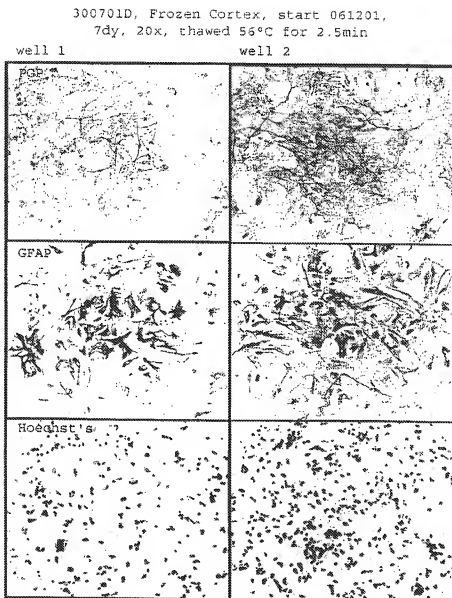 300701D, Frozen Cortex, start 061201,
7dy, 20x, thawed 56°C for 2.5min
well 1 well 2
PGP
GFAP
Hoechst's